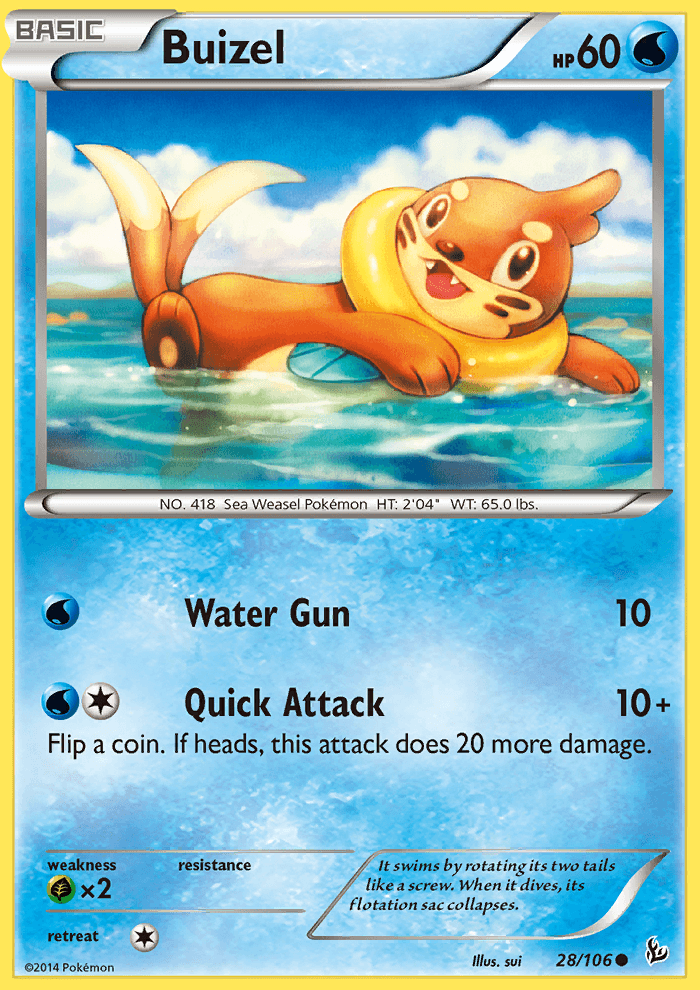 BASIC
Buizel
HP60
NO. 418 Sea Weasel Pokémon HT: 2'04" WT: 65.0 lbs.
Water Gun 10
Quick Attack 10+
Flip a coin. If heads, this attack does 20 more damage.
weakness resistance
×2
It swims by rotating its two tails
like a screw. When it dives, its
flotation sac collapses.
retreat
©2014 Pokémon
Illus. sui 28/106